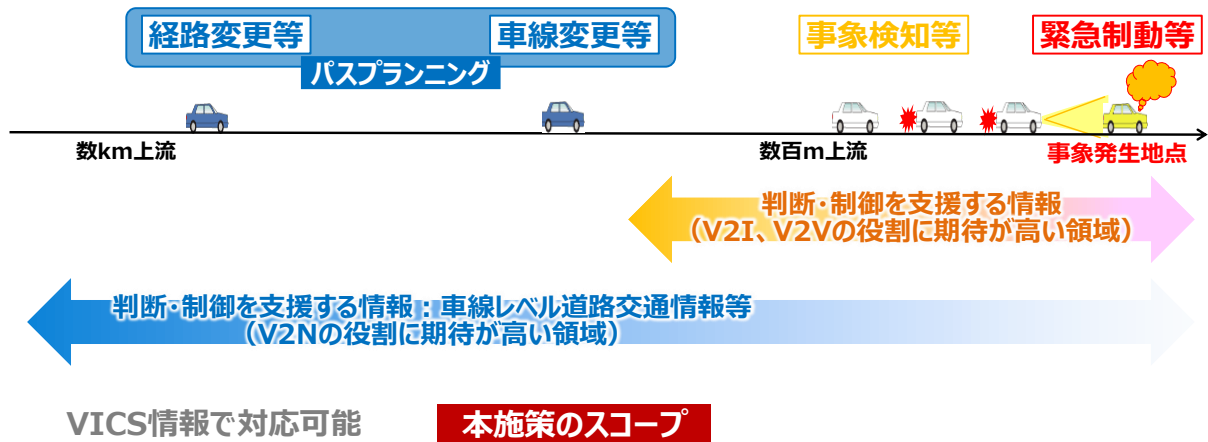 経路変更等
車線変更等
事象検知等
緊急制動等
パスプランニング
数km上流
数百m上流
事象発生地点
判断・制御を支援する情報
（V2I、V2Vの役割に期待が高い領域）
判断・制御を支援する情報：車線レベル道路交通情報等
（V2Nの役割に期待が高い領域）
VICS情報で対応可能
本施策のスコープ